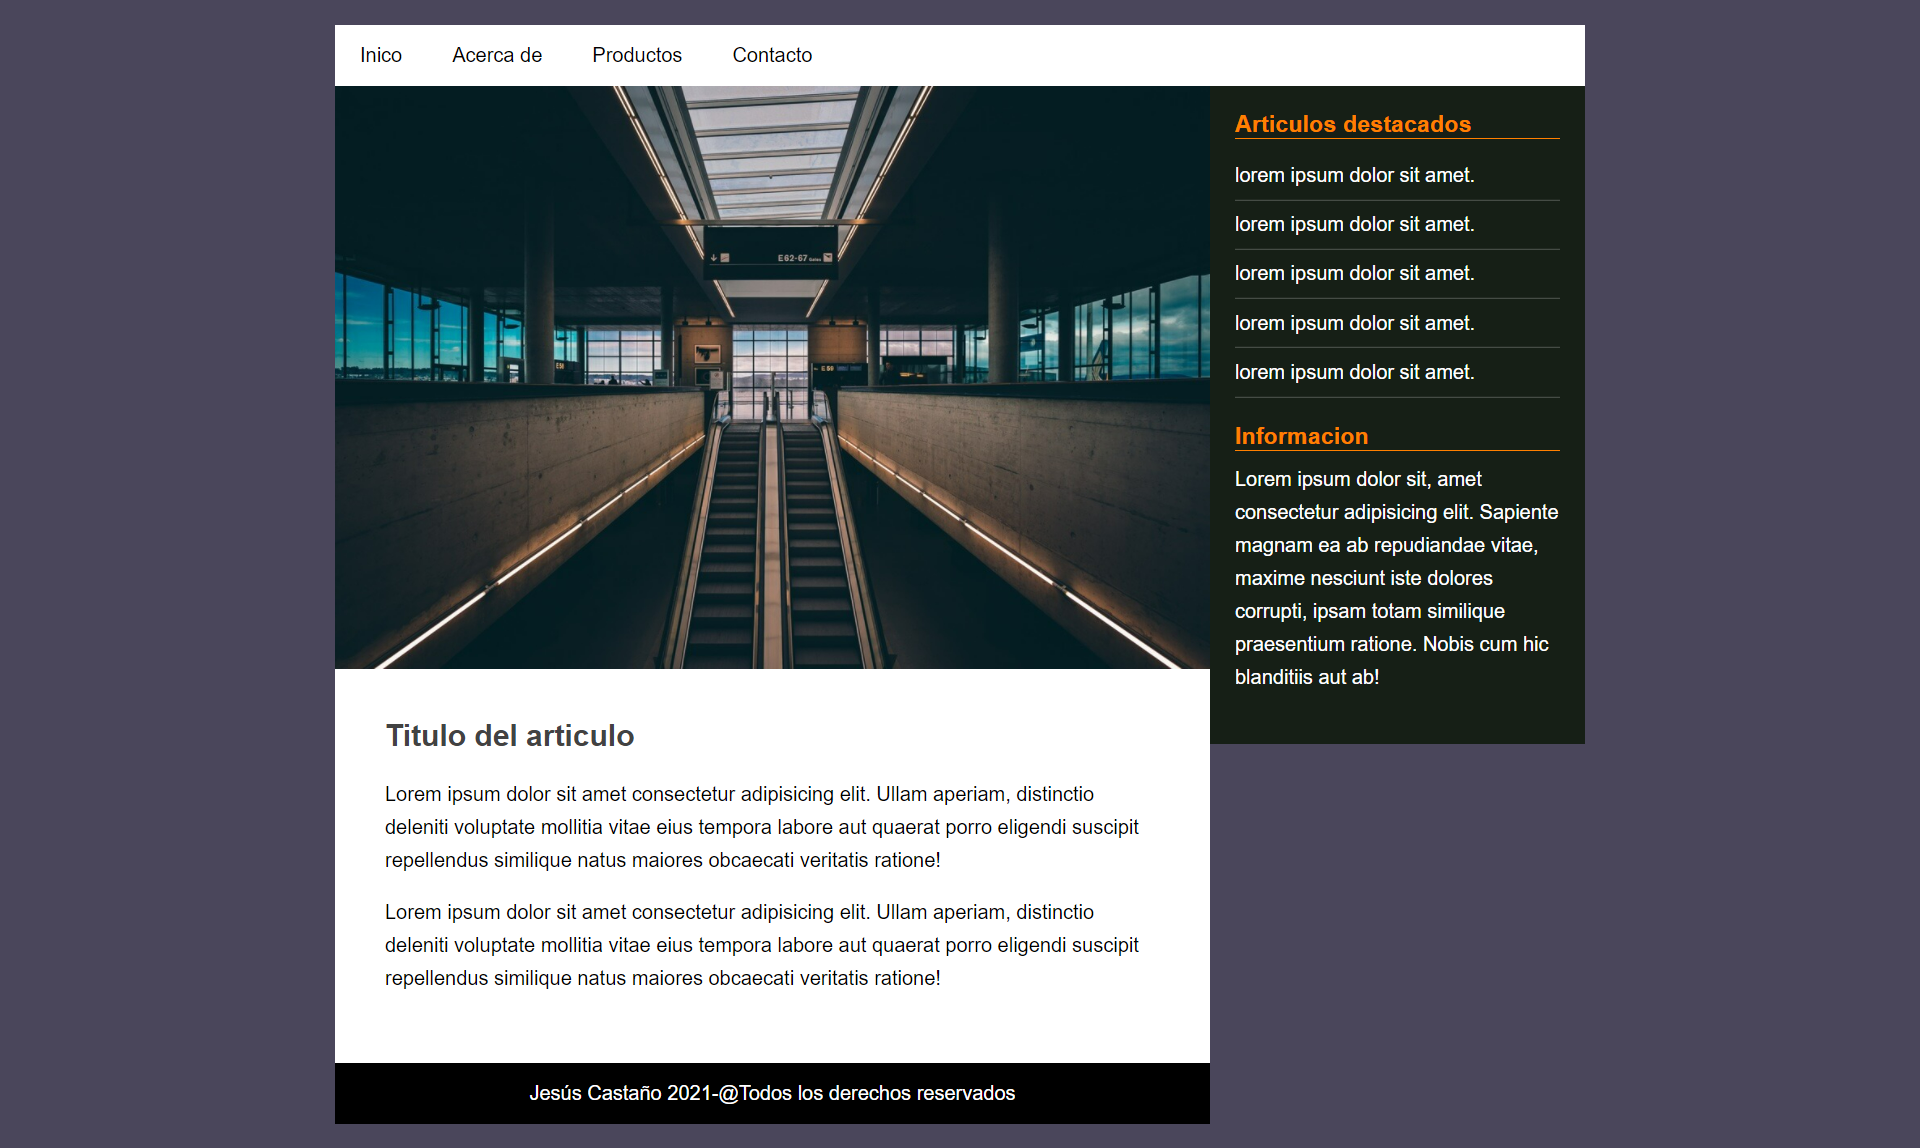 Inico Acerca de Productos Contacto
E62-67 Gates
Articulos destacados
lorem ipsum dolor sit amet.
lorem ipsum dolor sit amet.
lorem ipsum dolor sit amet.
lorem ipsum dolor sit amet.
lorem ipsum dolor sit amet.
Informacion
Lorem ipsum dolor sit, amet
consectetur adipisicing elit. Sapiente
magnam ea ab repudiandae vitae,
maxime nesciunt iste dolores
corrupti, ipsam totam similique
praesentium ratione. Nobis cum hic
blanditiis aut ab!
Titulo del articulo
Lorem ipsum dolor sit amet consectetur adipisicing elit. Ullam aperiam, distinctio
deleniti voluptate mollitia vitae eius tempora labore aut quaerat porro eligendi suscipit
repellendus similique natus maiores obcaecati veritatis ratione!
Lorem ipsum dolor sit amet consectetur adipisicing elit. Ullam aperiam, distinctio
deleniti voluptate mollitia vitae eius tempora labore aut quaerat porro eligendi suscipit
repellendus similique natus maiores obcaecati veritatis ratione!
Jesús Castaño 2021-@Todos los derechos reservados